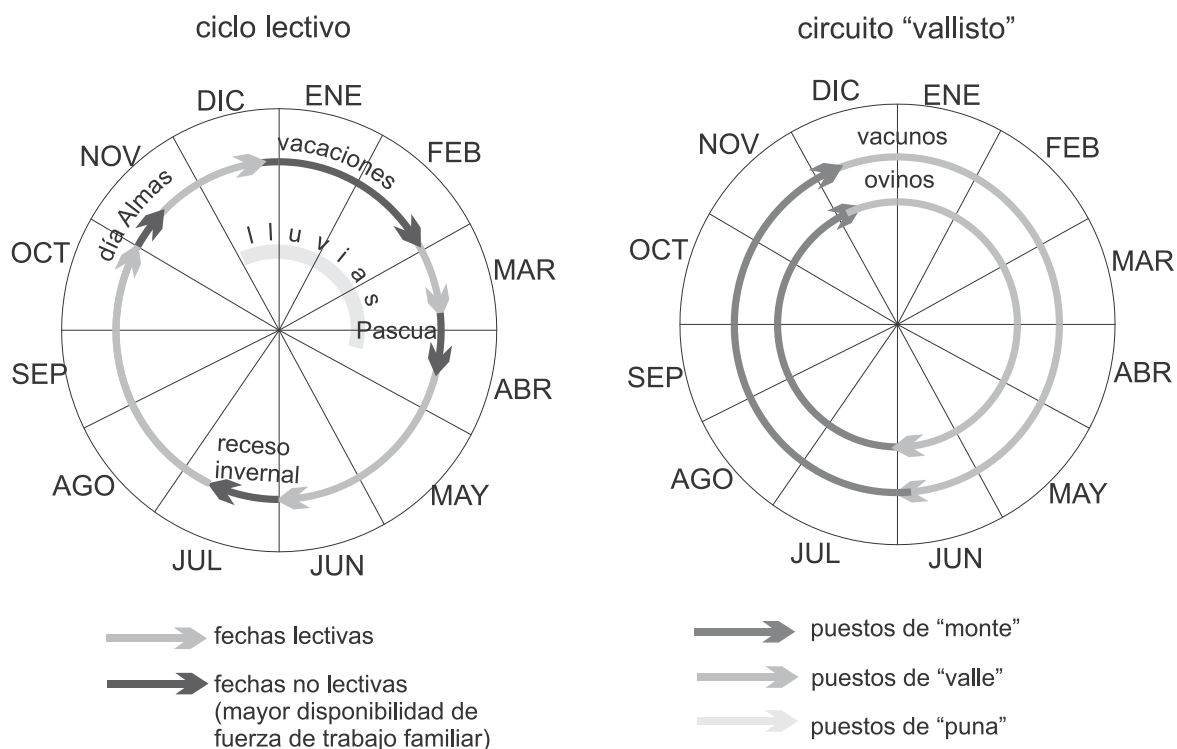 ciclo lectivo
DIC
ENE
NOV
FEB
OCT
MAR
SEP
ABR
AGO
MAY
JUL
JUN
vacaciones
día Almas
lluvias
Pascua
receso
invernal
fechas lectivas
fechas no lectivas
(mayor disponibilidad de
fuerza de trabajo familiar)
circuito “vallisto”
DIC
ENE
NOV
FEB
OCT
MAR
SEP
ABR
AGO
MAY
JUL
JUN
vacunos
ovinos
puestos de “monte”
puestos de “valle”
puestos de “puna”